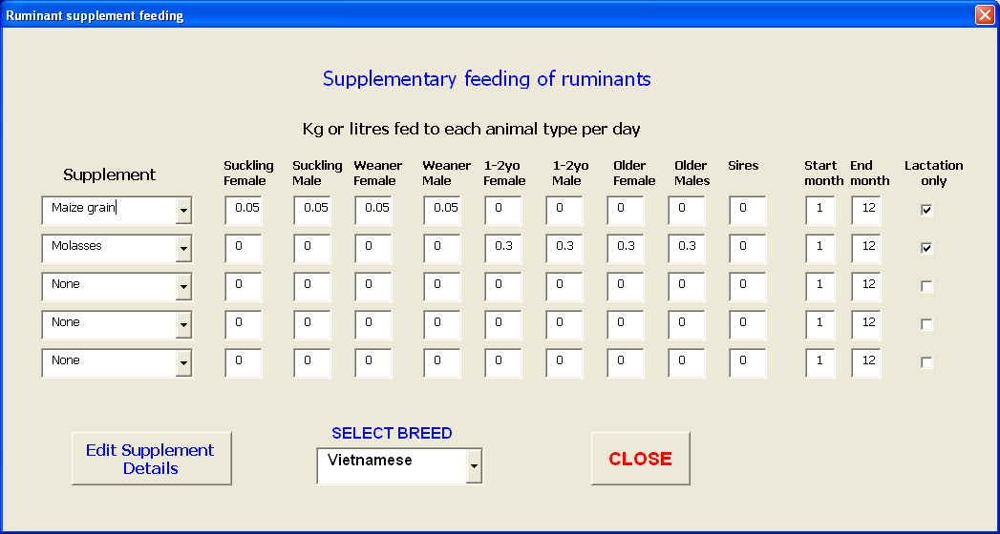 Ruminant supplement feeding
Supplementary feeding of ruminants
Kg or litres fed to each animal type per day
Supplement Suckling Female Suckling Male Weaner Female Weaner Male 1-2yo Female 1-2yo Male Older Female Older Males Sires Start month End month Lactation only
Maize grain 0.05 0.05 0.05 0.05 0 0 0 0 0 1 12
Molasses 0 0 0 0 0.3 0.3 0.3 0.3 0 1 12
None 0 0 0 0 0 0 0 0 0 1 12
None 0 0 0 0 0 0 0 0 0 1 12
None 0 0 0 0 0 0 0 0 0 1 12
Edit Supplement
Details
SELECT BREED
Vietnamese
CLOSE